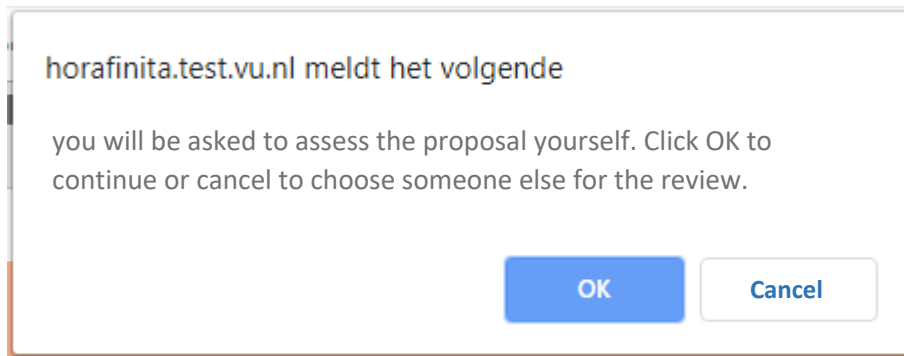 horafinita.test.vu.nl meldt het volgende
you will be asked to assess the proposal yourself. Click OK to
continue or cancel to choose someone else for the review.
OK
Cancel